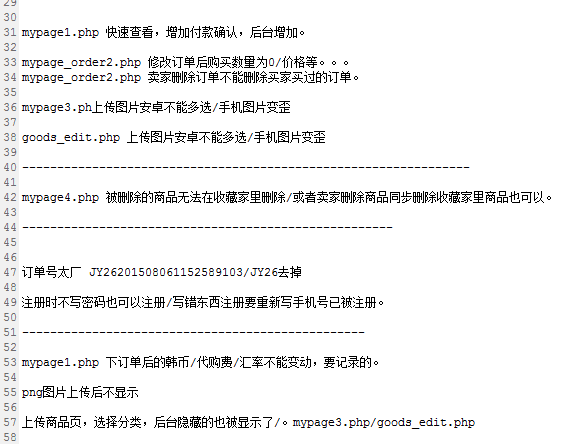 29
30
31 mypage1.php 快速查看，增加付款确认，后台增加。
32
33 mypage_order2.php 修改订单后购买数量为0/价格等。。。
34 mypage_order2.php 卖家删除订单不能删除买家买过的订单。
35
36 mypage3.ph上传图片安卓不能多选/手机图片变歪
37
38 goods_edit.php 上传图片安卓不能多选/手机图片变歪
39
40 ----------------------------------------------------------------
41
42 mypage4.php 被删除的商品无法在收藏家里删除/或者卖家删除商品同步删除收藏家里商品也可以。
43
44 -----------------------------------------------------
45
46
47 订单号太厂 JY26201508061152589103/JY26去掉
48
49 注册时不写密码也可以注册/写错东西注册要重新写手机号已被注册。
50
51 -------------------------------------------------
52
53 mypage1.php 下订单后的韩币/代购费/汇率不能变动，要记录的。
54
55 png图片上传后不显示
56
57 上传商品页，选择分类，后台隐藏的也被显示了/。mypage3.php/goods_edit.php
58